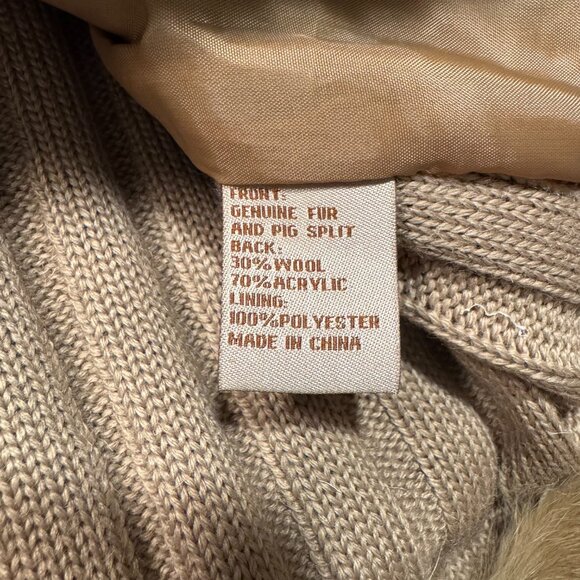 FRONT:
GENUINE FUR
AND PIG SPLIT
BACK:
30%WOOL
70%ACRYLIC
LINING:
100%POLYESTER
MADE IN CHINA